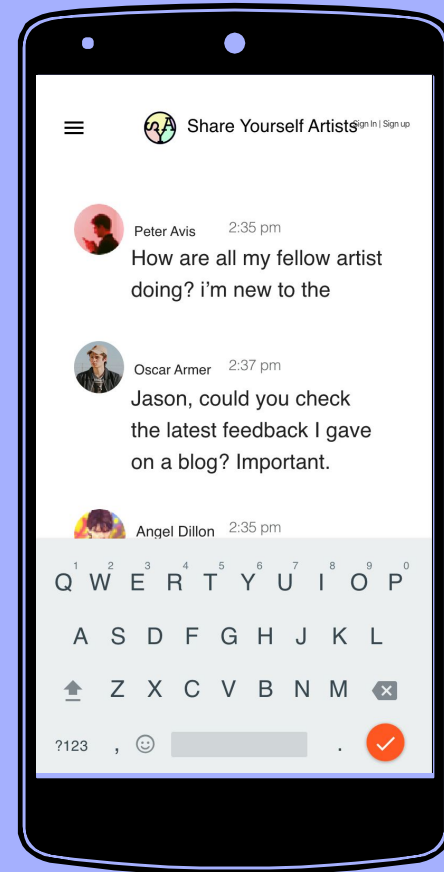 SYA Share Yourself Artists Sign In | Sign up
Peter Avis 2:35 pm
How are all my fellow artist
doing? i’m new to the
Oscar Armer 2:37 pm
Jason, could you check
the latest feedback I gave
on a blog? Important.
Angel Dillon 2:35 pm
1 2 3 4 5 6 7 8 9 0
Q W E R T Y U I O P
A S D F G H J K L
Z X C V B N M
?123 , .